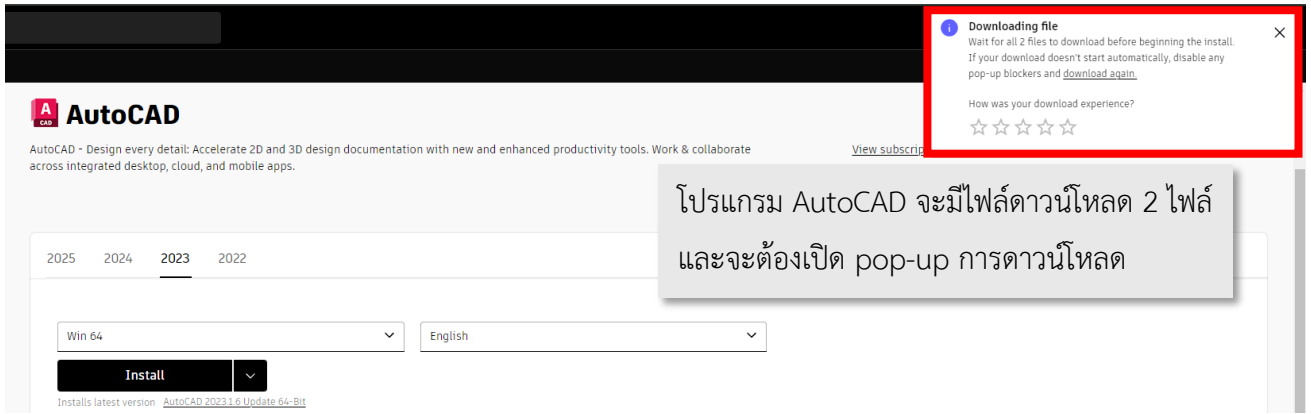 Downloading file
Wait for all 2 files to download before beginning the install.
If your download doesn't start automatically, disable any
pop-up blockers and download again.
How was your download experience?
A
CAD
AutoCAD
AutoCAD - Design every detail: Accelerate 2D and 3D design documentation with new and enhanced productivity tools. Work & collaborate
across integrated desktop, cloud, and mobile apps.
View subscrip
โปรแกรม AutoCAD จะมีไฟล์ดาวน์โหลด 2 ไฟล์
และจะต้องเปิด pop-up การดาวน์โหลด
2025 2024 2023 2022
Win 64
English
Install
Installs latest version AutoCAD 2023.1.6 Update 64-Bit